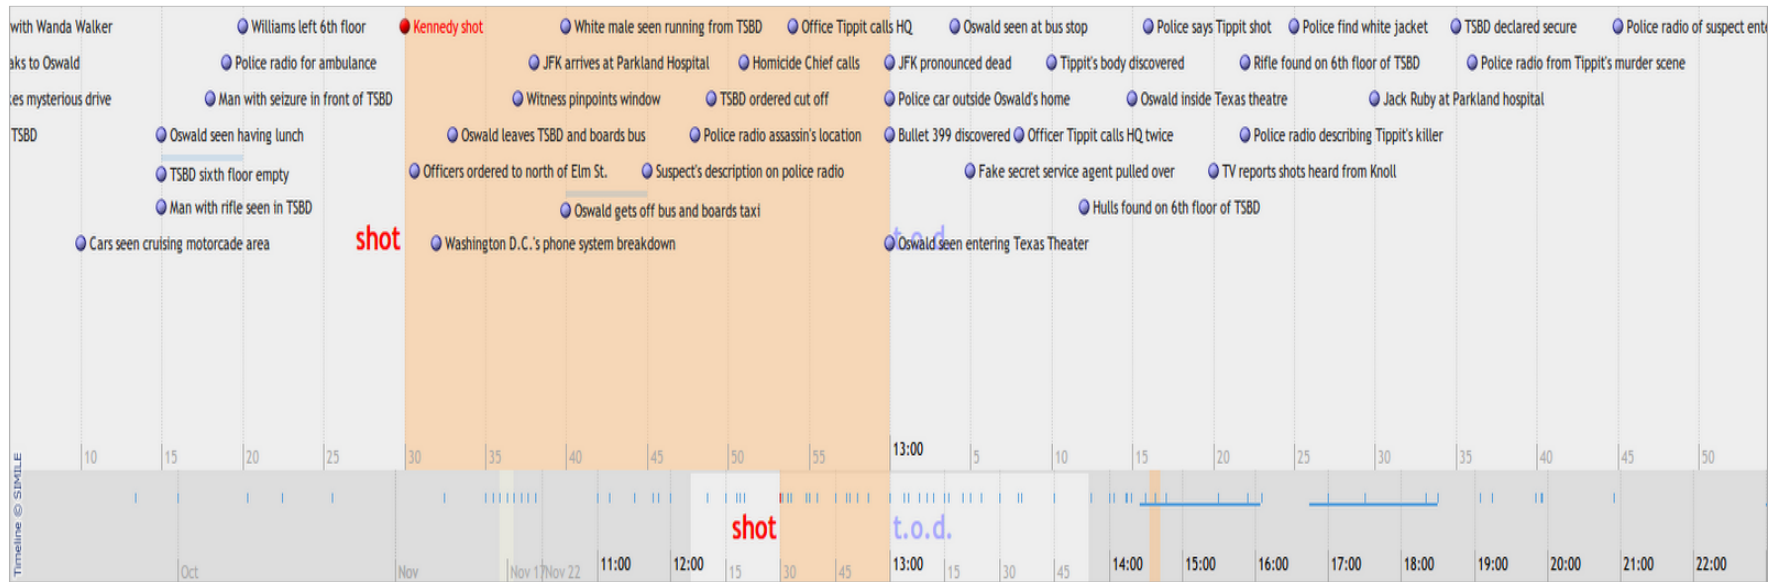 with Wanda Walker Williams left 6th floor Kennedy shot White male seen running from TSBD Office Tippit calls HQ Oswald seen at bus stop Police says Tippit shot Police find white jacket TSBD declared secure Police radio of suspect ente
aks to Oswald Police radio for ambulance JFK arrives at Parkland Hospital Homicide Chief calls JFK pronounced dead Tippit's body discovered Rifle found on 6th floor of TSBD Police radio from Tippit's murder scene
es mysterious drive Man with seizure in front of TSBD Witness pinpoints window TSBD ordered cut off Police car outside Oswald's home Oswald inside Texas theatre Jack Ruby at Parkland hospital
TSBD Oswald seen having lunch Oswald leaves TSBD and boards bus Police radio assassin's location Bullet 399 discovered Officer Tippit calls HQ twice Police radio describing Tippit's killer
TSBD sixth floor empty Officers ordered to north of Elm St. Suspect's description on police radio Fake secret service agent pulled over TV reports shots heard from Knoll
Man with rifle seen in TSBD Oswald gets off bus and boards taxi Hulls found on 6th floor of TSBD
Cars seen cruising motorcade area shot Washington D.C.'s phone system breakdown t.o.d. Oswald seen entering Texas Theater
10 15 20 25 30 35 40 45 50 55 13:00 5 10 15 20 25 30 35 40 45 50
Timeline © SIMILE
shot t.o.d.
Oct Nov Nov 17 Nov 22 11:00 12:00 15 30 45 13:00 15 30 45 14:00 15:00 16:00 17:00 18:00 19:00 20:00 21:00 22:00